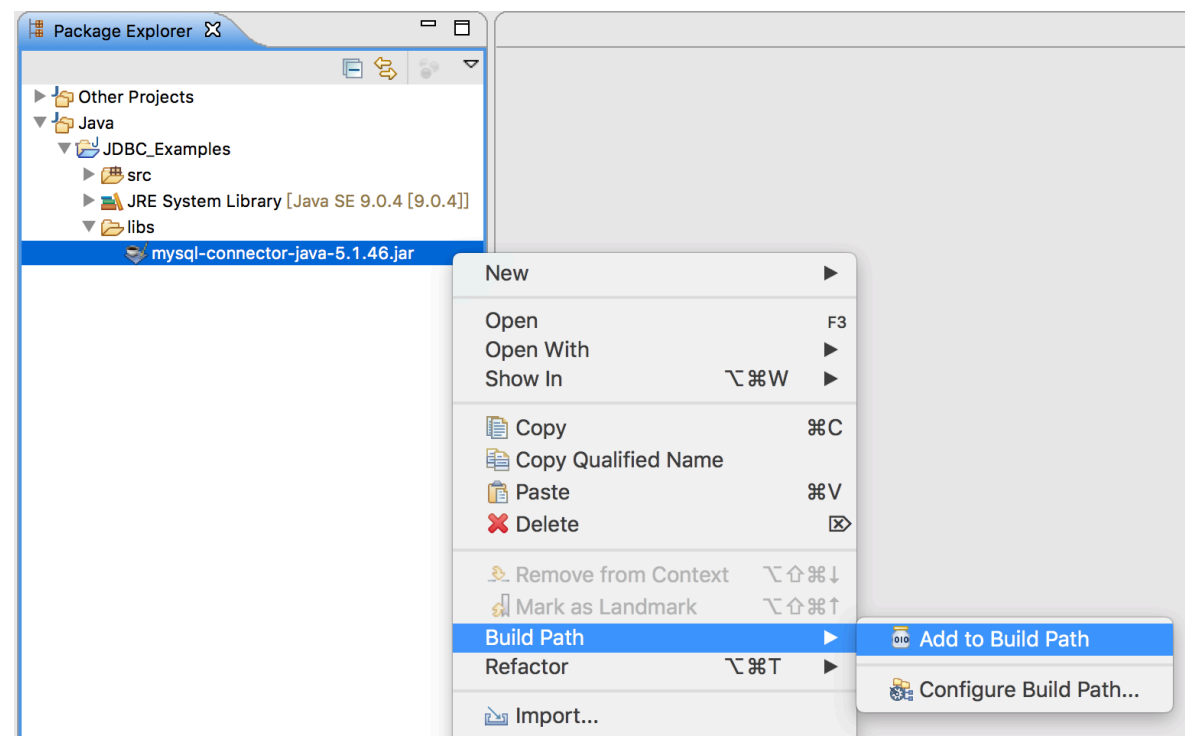 Package Explorer
Other Projects
Java
JDBC_Examples
src
JRE System Library [Java SE 9.0.4 [9.0.4]]
libs
mysql-connector-java-5.1.46.jar
New
Open F3
Open With
Show In ⌥⌘W
Copy ⌘C
Copy Qualified Name
Paste ⌘V
Delete ⌦
Remove from Context ⌥⇧⌘↓
Mark as Landmark ⌥⇧⌘↑
Build Path
Add to Build Path
Refactor ⌥⌘T
Configure Build Path...
Import...